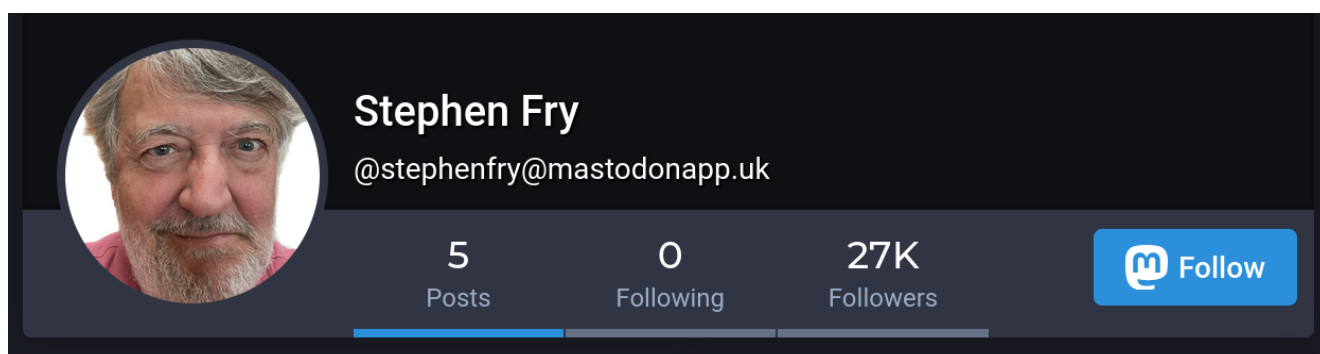 Stephen Fry
@stephenfry@mastodonapp.uk
5 0 27K
Posts Following Followers
Follow